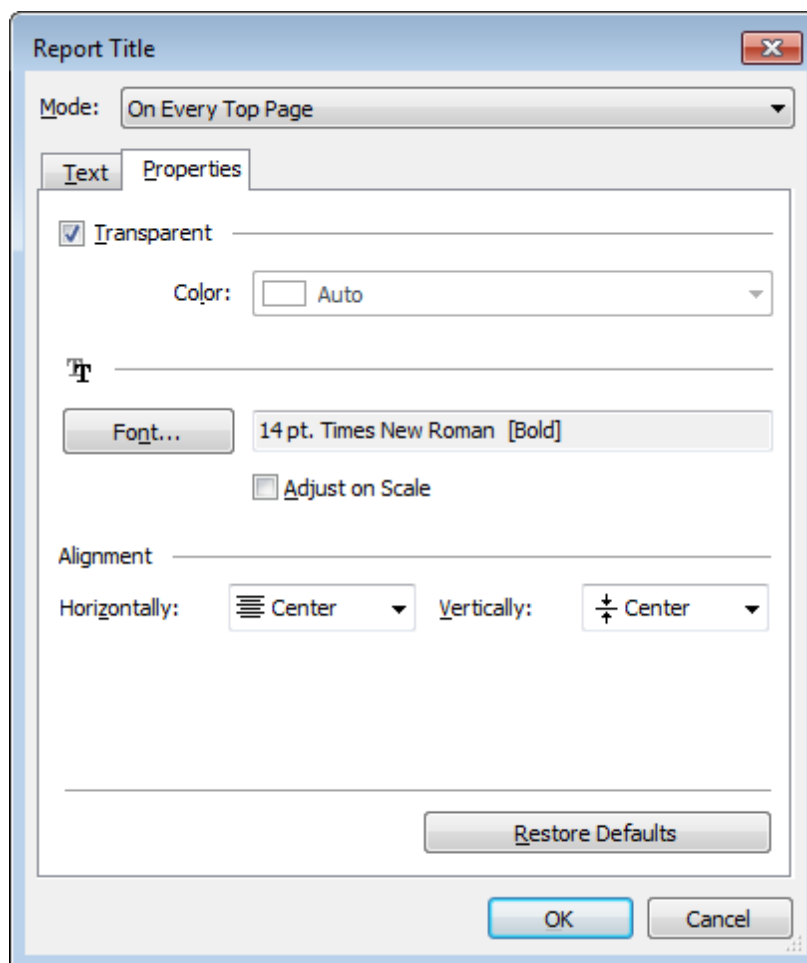 Report Title
Mode: On Every Top Page
Text Properties
Transparent
Color: Auto
Font... 14 pt. Times New Roman [Bold]
Adjust on Scale
Alignment
Horizontally: Center Vertically: Center
Restore Defaults
OK Cancel